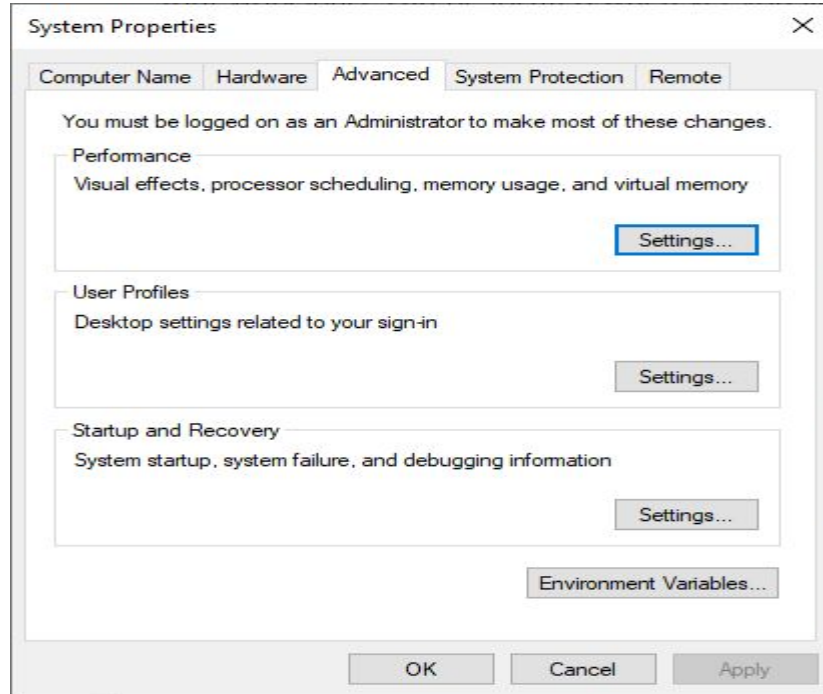 System Properties
Computer Name Hardware Advanced System Protection Remote
You must be logged on as an Administrator to make most of these changes.
Performance
Visual effects, processor scheduling, memory usage, and virtual memory
Settings...
User Profiles
Desktop settings related to your sign-in
Settings...
Startup and Recovery
System startup, system failure, and debugging information
Settings...
Environment Variables...
OK Cancel Apply